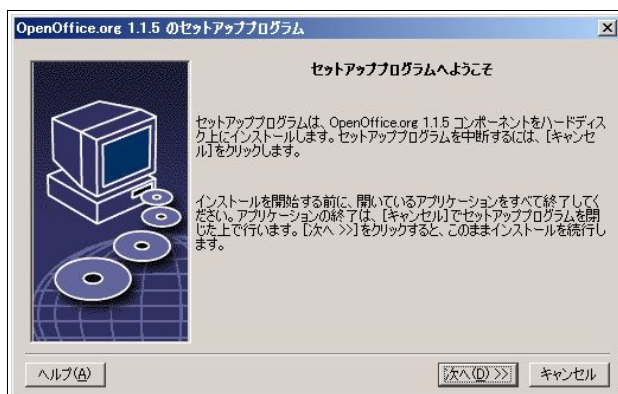 OpenOffice.org 1.1.5 のセットアッププログラム
セットアッププログラムへようこそ
セットアッププログラムは、OpenOffice.org 1.1.5 コンポーネントをハードディス
ク上にインストールします。セットアッププログラムを中断するには、[キャンセ
ル]をクリックします。
インストールを開始する前に、開いているアプリケーションをすべて終了してく
ださい。アプリケーションの終了は、[キャンセル]でセットアッププログラムを閉
じた上で行います。[次へ >>]をクリックすると、このままインストールを続行し
ます。
ヘルプ(A)
次へ(D) >>
キャンセル